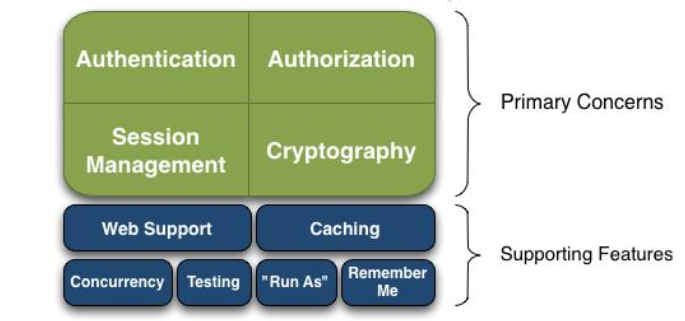 Authentication
Authorization
Primary Concerns
Session
Management
Cryptography
Web Support
Caching
Supporting Features
Concurrency
Testing
"Run As"
Remember
Me